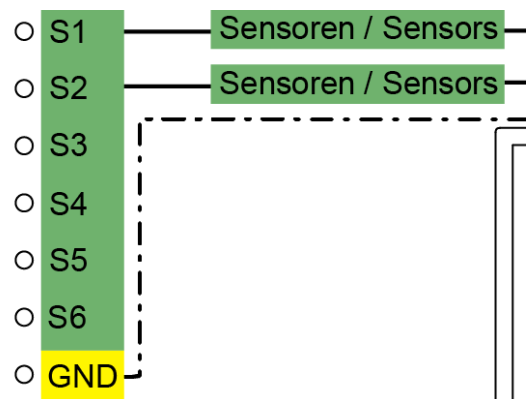 S1 Sensoren / Sensors
S2 Sensoren / Sensors
S3
S4
S5
S6
GND